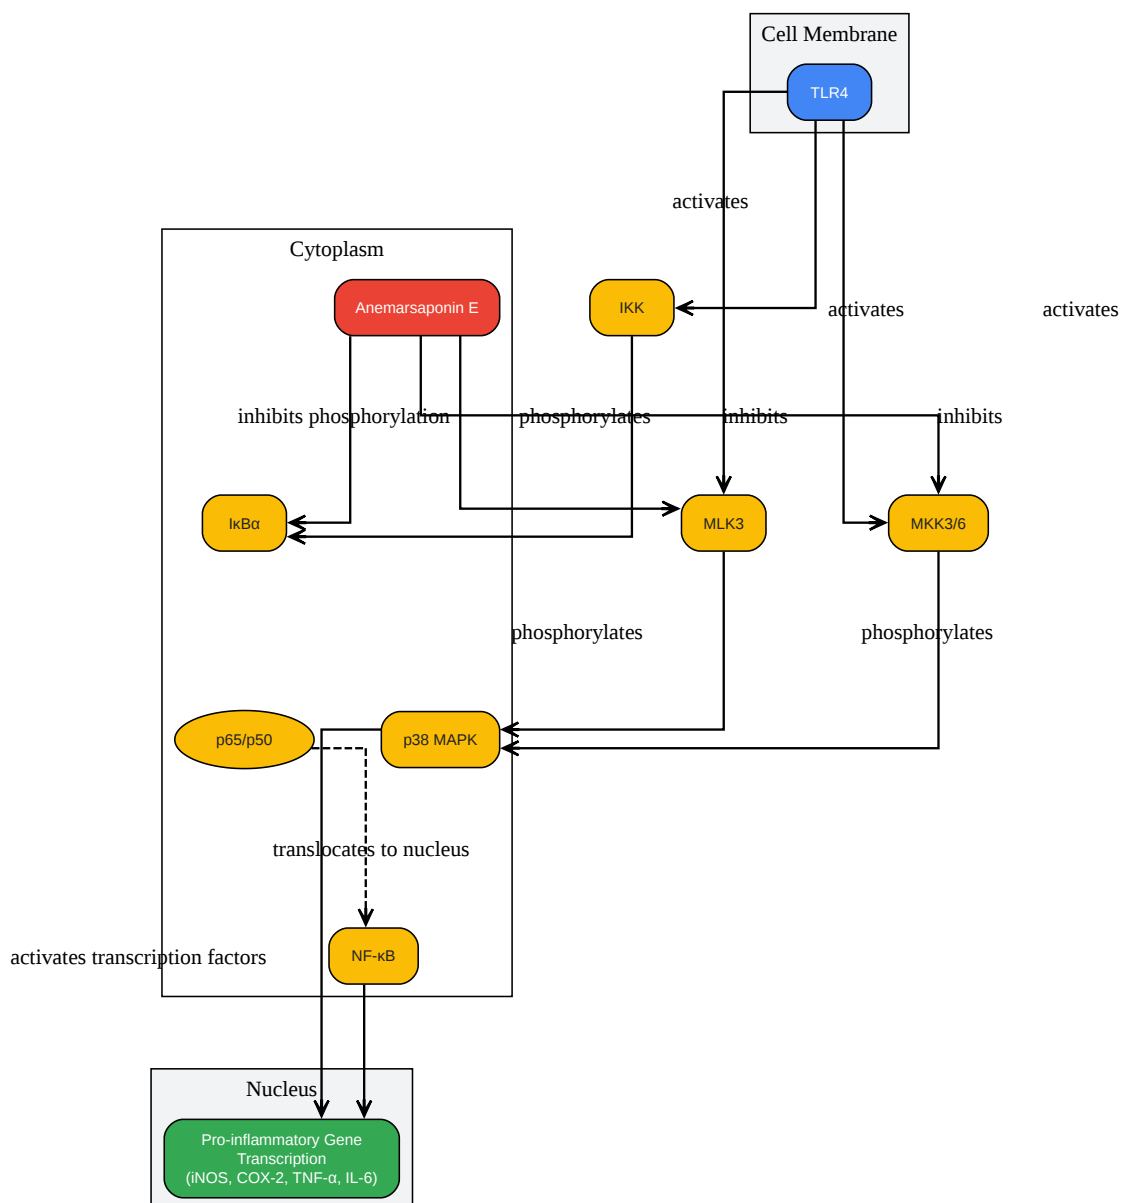 Cell Membrane
TLR4
activates
Cytoplasm
Anemarsaponin E
IKK
activates
activates
inhibits phosphorylation
phosphorylates
inhibits
inhibits
IκBα
MLK3
MKK3/6
phosphorylates
phosphorylates
p65/p50
p38 MAPK
translocates to nucleus
activates transcription factors
NF-κB
Nucleus
Pro-inflammatory Gene
Transcription
(iNOS, COX-2, TNF-α, IL-6)